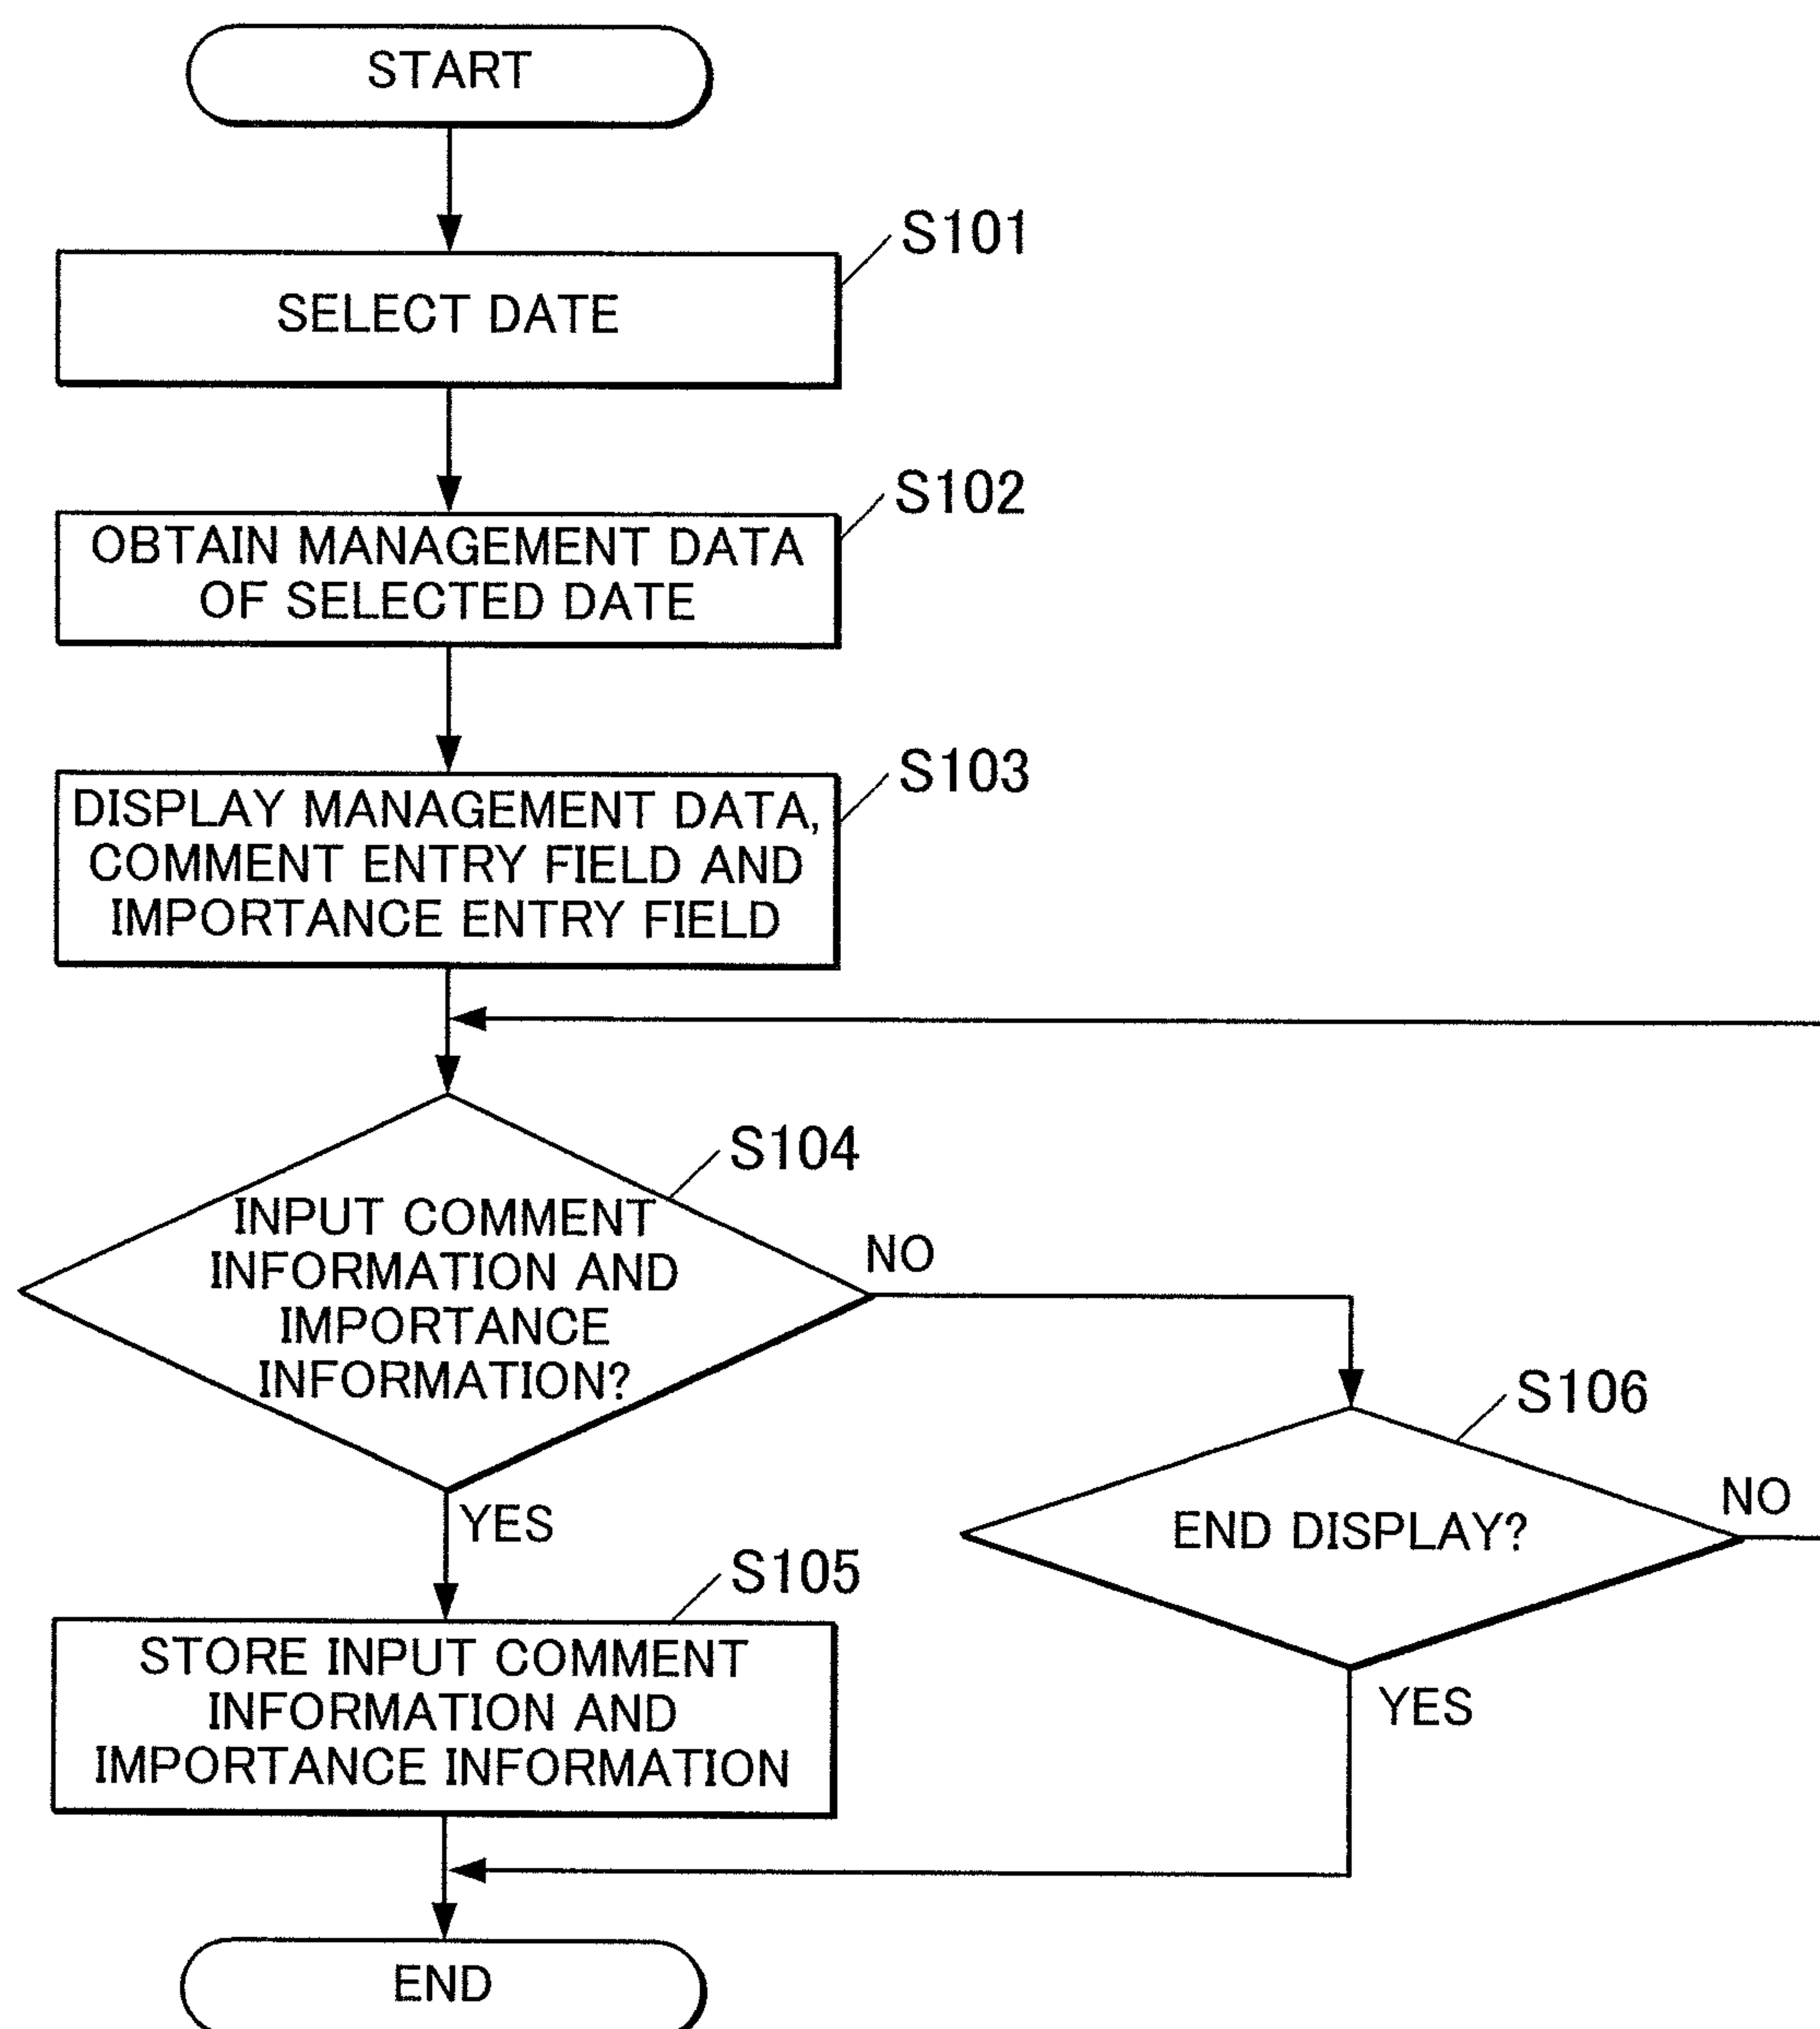 START
S101
SELECT DATE
S102
OBTAIN MANAGEMENT DATA
OF SELECTED DATE
S103
DISPLAY MANAGEMENT DATA,
COMMENT ENTRY FIELD AND
IMPORTANCE ENTRY FIELD
S104
INPUT COMMENT
INFORMATION AND
IMPORTANCE
INFORMATION?
NO
YES
S106
END DISPLAY?
NO
YES
S105
STORE INPUT COMMENT
INFORMATION AND
IMPORTANCE INFORMATION
END